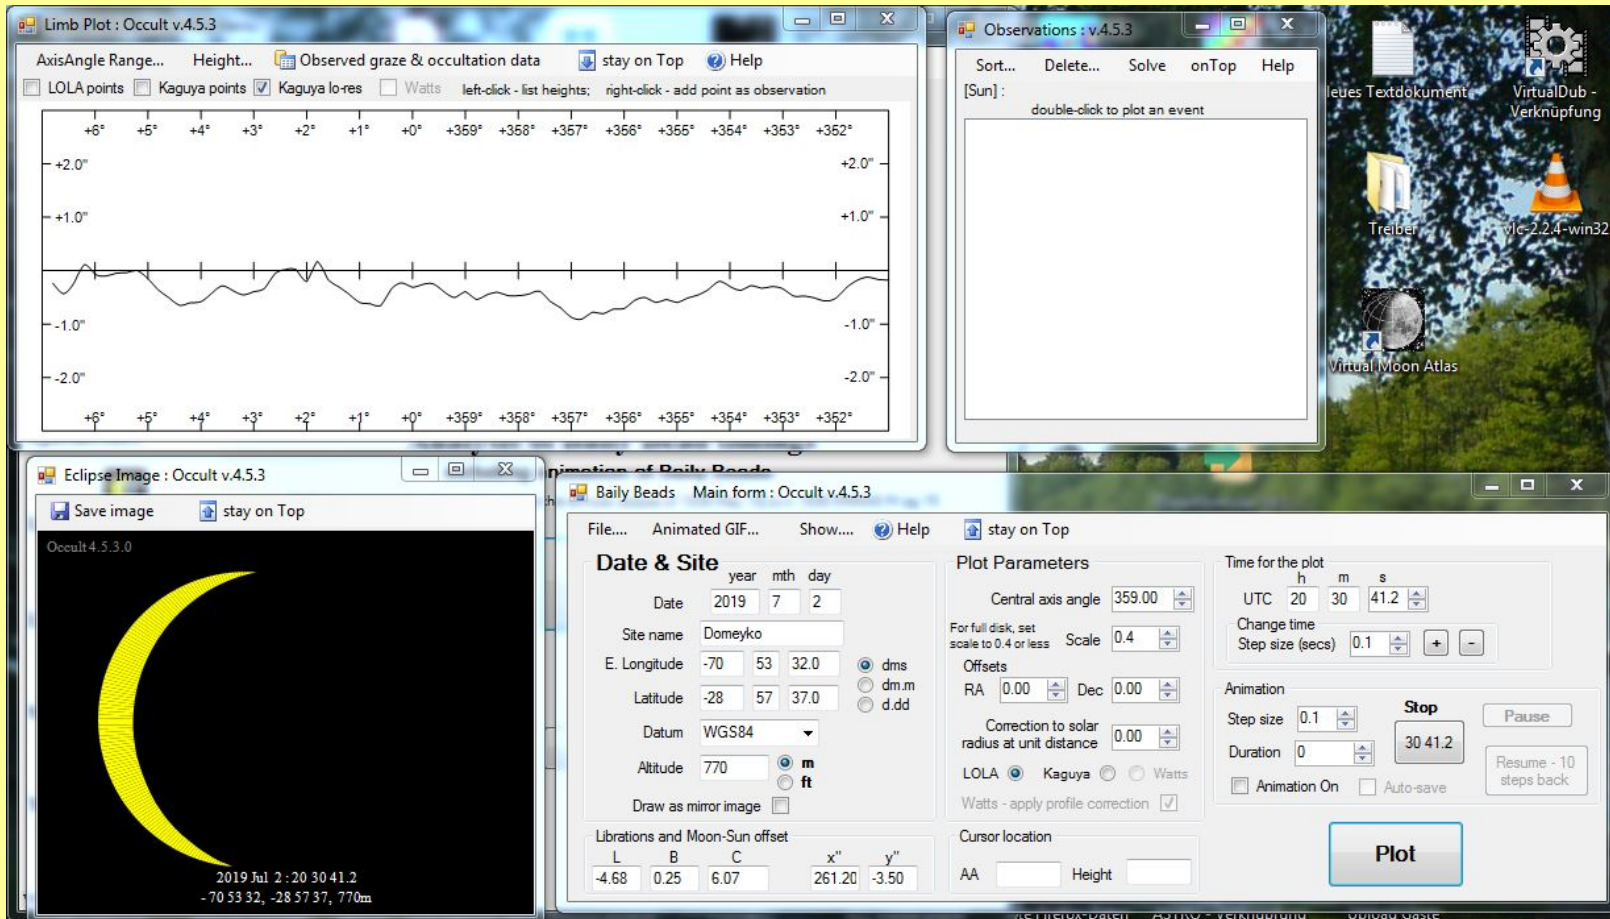 Limb Plot : Occult v.4.5.3
AxisAngle Range... Height... Observed graze & occultation data stay on Top Help
LOLA points Kaguya points Kaguya lo-res Watts left-click - list heights; right-click - add point as observation
+6° +5° +4° +3° +2° +1° +0° +359° +358° +357° +356° +355° +354° +353° +352°
+2.0" +2.0"
+1.0" +1.0"
-1.0" -1.0"
-2.0" -2.0"
+6° +5° +4° +3° +2° +1° +0° +359° +358° +357° +356° +355° +354° +353° +352°
Observations : v.4.5.3
Sort... Delete... Solve onTop Help
[Sun] :
double-click to plot an event
Textdokument
VirtualDub -
Verknüpfung
Treiber
vlc-2.2.4-win32
Virtual Moon Atlas
animation of Baily Beads
Eclipse Image : Occult v.4.5.3
Save image stay on Top
Occult 4.5.3.0
2019 Jul 2 : 20 30 41.2
- 70 53 32, -28 57 37, 770m
Baily Beads Main form : Occult v.4.5.3
File.... Animated GIF... Show.... Help stay on Top
Date & Site
year mth day
Date 2019 7 2
Site name Domeyko
E. Longitude -70 53 32.0 dms
dm.m
Latitude -28 57 37.0 d.dd
Datum WGS84
Altitude 770 m
ft
Draw as mirror image
Librations and Moon-Sun offset
L B C x" y"
-4.68 0.25 6.07 261.20 -3.50
Plot Parameters
Central axis angle 359.00
For full disk, set
scale to 0.4 or less Scale 0.4
Offsets
RA 0.00 Dec 0.00
Correction to solar
radius at unit distance 0.00
LOLA Kaguya Watts
Watts - apply profile correction
Cursor location
AA Height
Time for the plot
h m s
UTC 20 30 41.2
Change time
Step size (secs) 0.1 + -
Animation
Step size 0.1 Stop Pause
Duration 0 30 41.2
Resume - 10
steps back
Animation On Auto-save
Plot